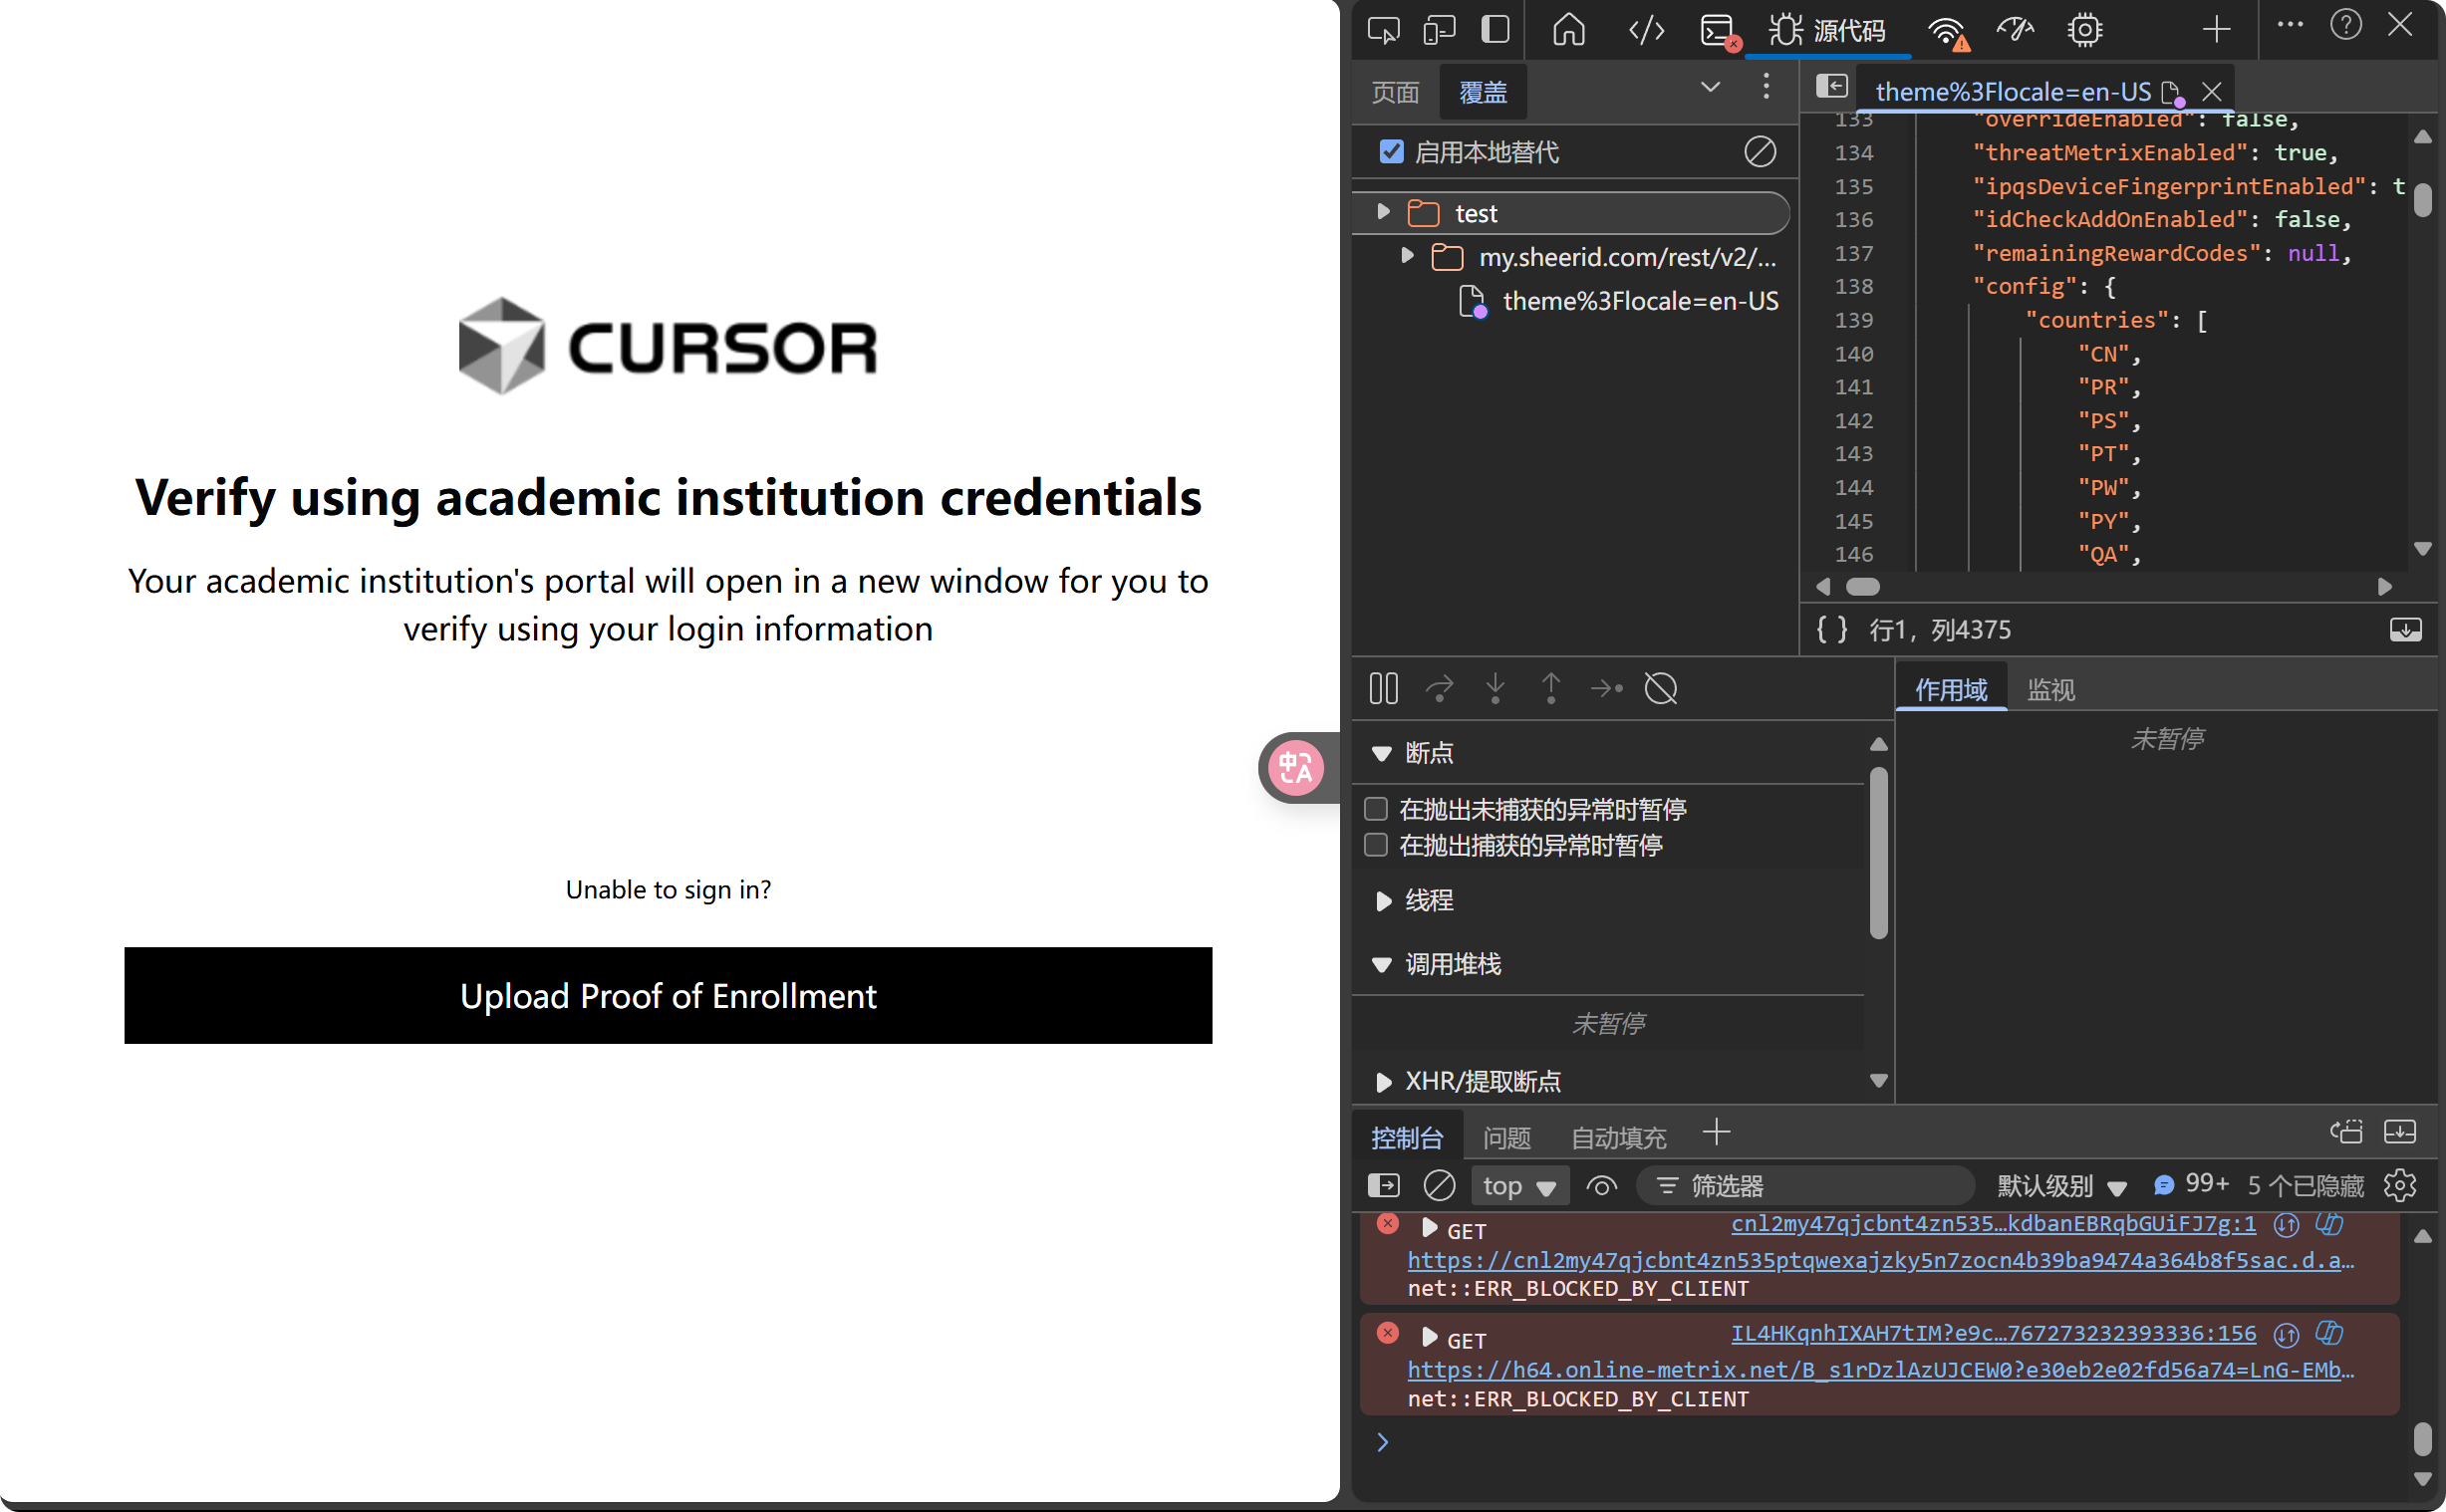 CURSOR
Verify using academic institution credentials
Your academic institution's portal will open in a new window for you to
verify using your login information
Unable to sign in?
Upload Proof of Enrollment
中A
源代码
页面
覆盖
启用本地替代
test
my.sheerid.com/rest/v2/...
theme%3Flocale=en-US
theme%3Flocale=en-US
133 "overrideEnabled": false,
134 "threatMetrixEnabled": true,
135 "ipqsDeviceFingerprintEnabled": t
136 "idCheckAddOnEnabled": false,
137 "remainingRewardCodes": null,
138 "config": {
139 "countries": [
140 "CN",
141 "PR",
142 "PS",
143 "PT",
144 "PW",
145 "PY",
146 "QA",
{ } 行1，列4375
断点
在抛出未捕获的异常时暂停
在抛出捕获的异常时暂停
线程
调用堆栈
未暂停
XHR/提取断点
作用域
监视
未暂停
控制台
问题
自动填充
top
筛选器
默认级别
99+
5 个已隐藏
GET cnl2my47qjcbnt4zn535…kdbanEBRqbGUiFJ7g:1
https://cnl2my47qjcbnt4zn535ptqwexajzky5n7zocn4b39ba9474a364b8f5sac.d.a…
net::ERR_BLOCKED_BY_CLIENT
GET IL4HKqnhIXAH7tIM?e9c…767273232393336:156
https://h64.online-metrix.net/B_s1rDzlAzUJCEW0?e30eb2e02fd56a74=LnG-EMb…
net::ERR_BLOCKED_BY_CLIENT